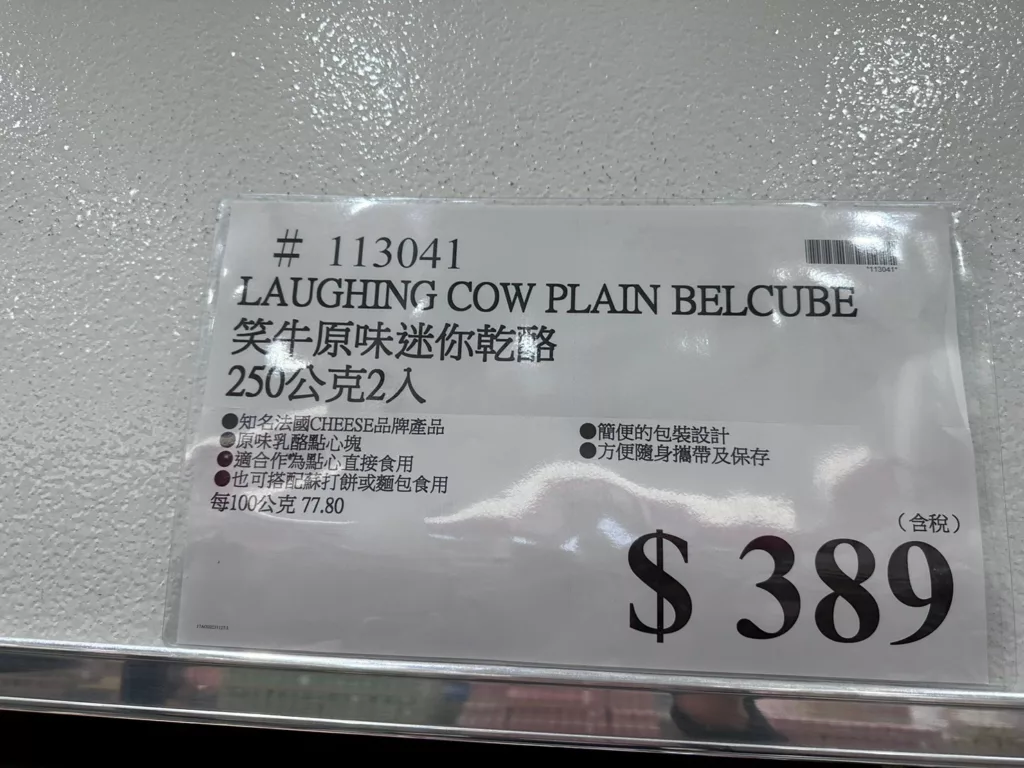 # 113041
*113041*
LAUGHING COW PLAIN BELCUBE
笑牛原味迷你乾酪
250公克2入
●知名法國CHEESE品牌產品
●原味乳酪點心塊
●適合作為點心直接食用
●也可搭配蘇打餅或麵包食用
每100公克 77.80
●簡便的包裝設計
●方便隨身攜帶及保存
（含稅）
$ 389